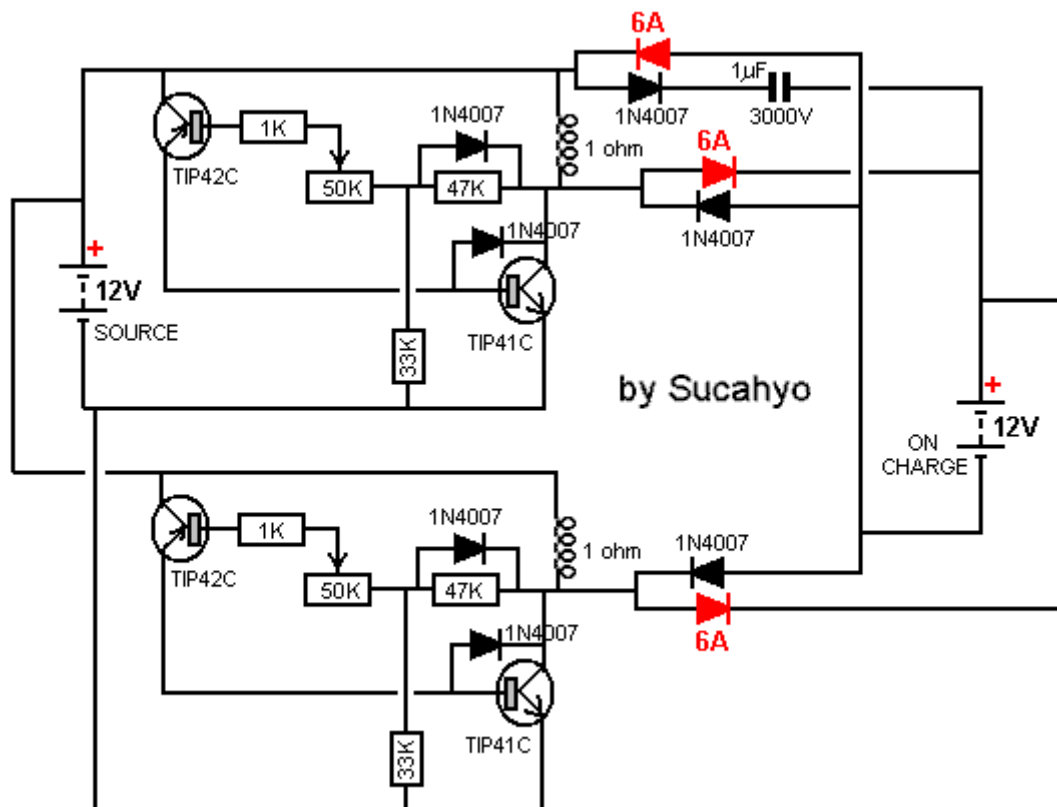 6A
1µF
1N4007
3000V
1N4007
1K
TIP42C
50K
47K
1 ohm
6A
1N4007
1N4007
+
12V
SOURCE
TIP41C
33K
by Sucahyo
+
12V
ON
CHARGE
1N4007
1K
TIP42C
50K
47K
1 ohm
1N4007
6A
1N4007
TIP41C
33K